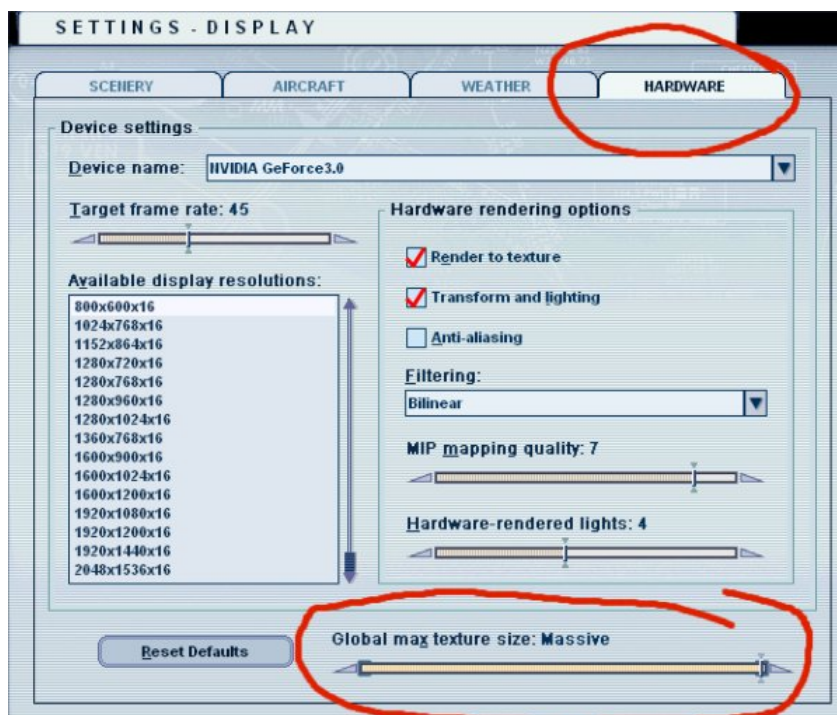 SETTINGS - DISPLAY
SCENERY AIRCRAFT WEATHER HARDWARE
Device settings
Device name: NVIDIA GeForce3.0
Target frame rate: 45
Available display resolutions:
800x600x16
1024x768x16
1152x864x16
1280x720x16
1280x768x16
1280x960x16
1280x1024x16
1360x768x16
1600x900x16
1600x1024x16
1600x1200x16
1920x1080x16
1920x1200x16
1920x1440x16
2048x1536x16
Hardware rendering options
Render to texture
Transform and lighting
Anti-aliasing
Filtering:
Bilinear
MIP mapping quality: 7
Hardware-rendered lights: 4
Reset Defaults
Global max texture size: Massive